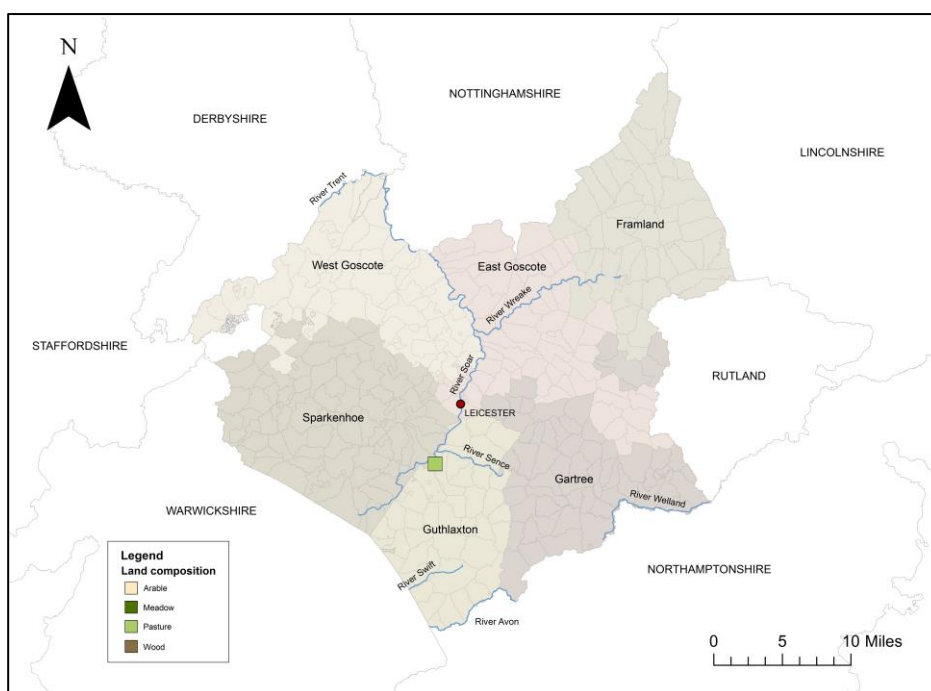 N
NOTTINGHAMSHIRE
DERBYSHIRE
LINCOLNSHIRE
River Trent
Framland
West Goscote
East Goscote
River Wreake
STAFFORDSHIRE
River Soar
RUTLAND
Sparkenhoe
LEICESTER
River Sence
Gartree
River Welland
WARWICKSHIRE
Guthlaxton
NORTHAMPTONSHIRE
River Swift
River Avon
Legend
Land composition
Arable
Meadow
Pasture
Wood
0 5 10 Miles